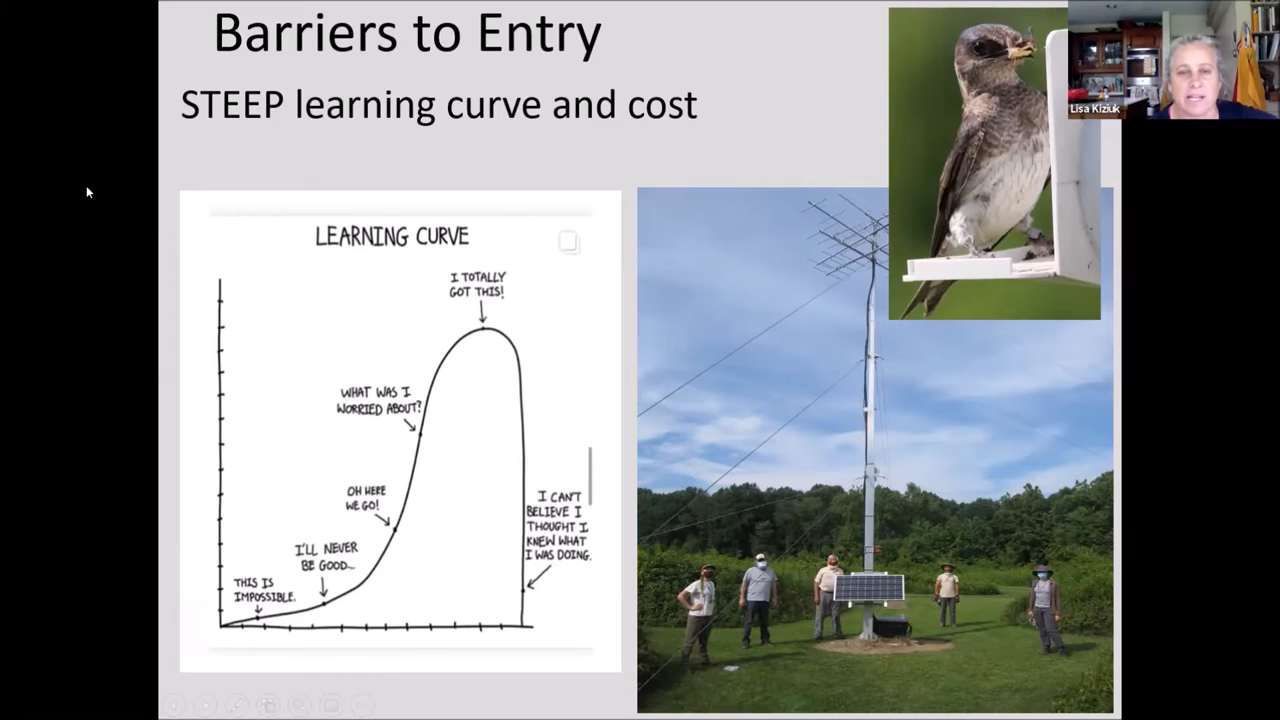 Barriers to Entry
STEEP learning curve and cost
Lisa Kiziuk
LEARNING CURVE
I TOTALLY
GOT THIS!
WHAT WAS I
WORRIED ABOUT?
OH HERE
WE GO!
I'LL NEVER
BE GOOD...
THIS IS
IMPOSSIBLE.
I CAN'T
BELIEVE I
THOUGHT I
KNEW WHAT
I WAS DOING.